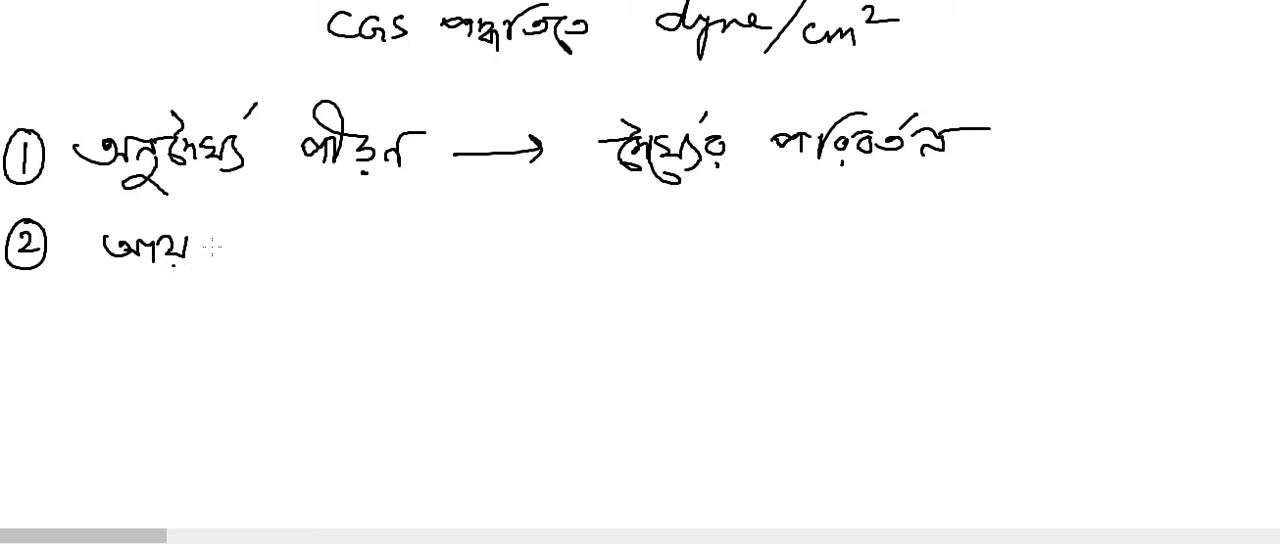 CGS পদ্ধতিতে dyne/cm²
① অনুদৈর্ঘ্য পীড়ন → দৈর্ঘ্যের পরিবর্তন
② আয়